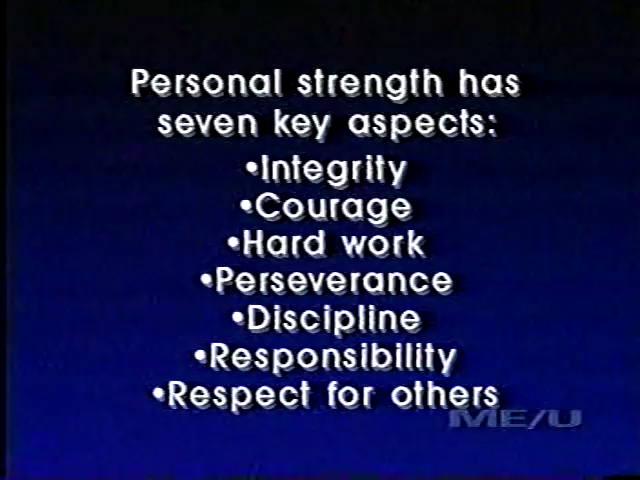 Personal strength has
seven key aspects:
•Integrity
•Courage
•Hard work
•Perseverance
•Discipline
•Responsibility
•Respect for others
ME/U